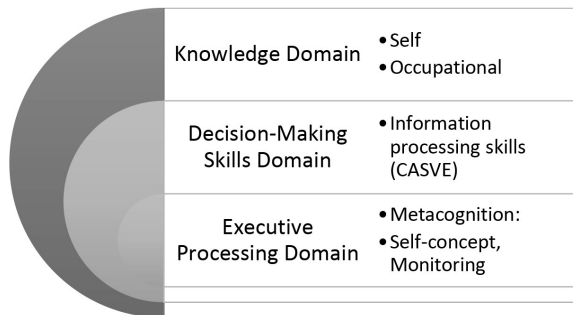 Knowledge Domain
• Self
• Occupational
Decision-Making
Skills Domain
• Information
processing skills
(CASVE)
Executive
Processing Domain
• Metacognition:
• Self-concept,
Monitoring